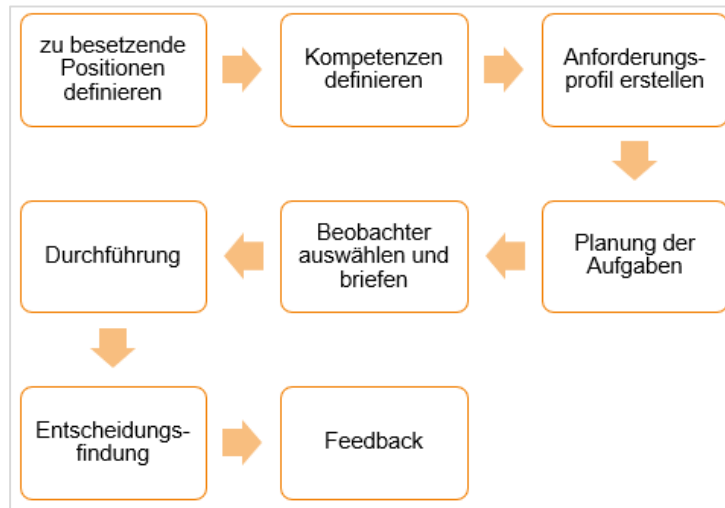 zu besetzende
Positionen
definieren
Kompetenzen
definieren
Anforderungs-
profil erstellen
Planung der
Aufgaben
Beobachter
auswählen und
briefen
Durchführung
Entscheidungs-
findung
Feedback